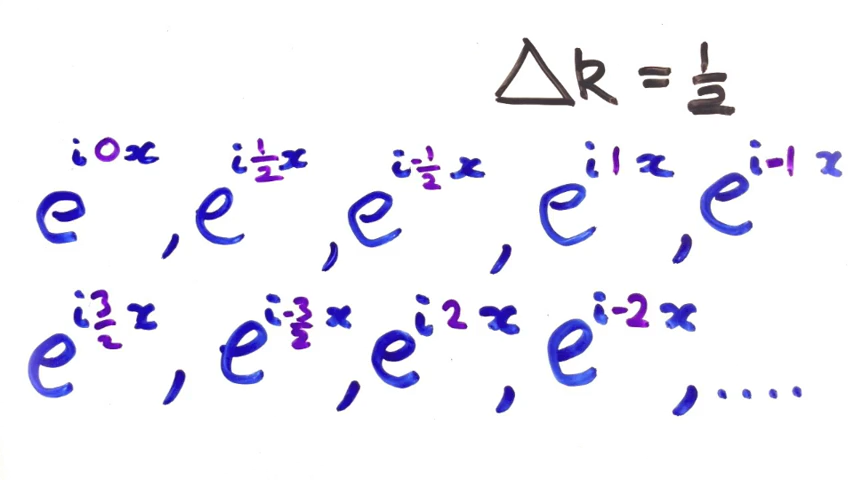 Δk = 1/2
e^{i0x}, e^{i1/2x}, e^{i-1/2x}, e^{i1x}, e^{i-1x}
e^{i3/2x}, e^{i-3/2x}, e^{i2x}, e^{i-2x}, ....